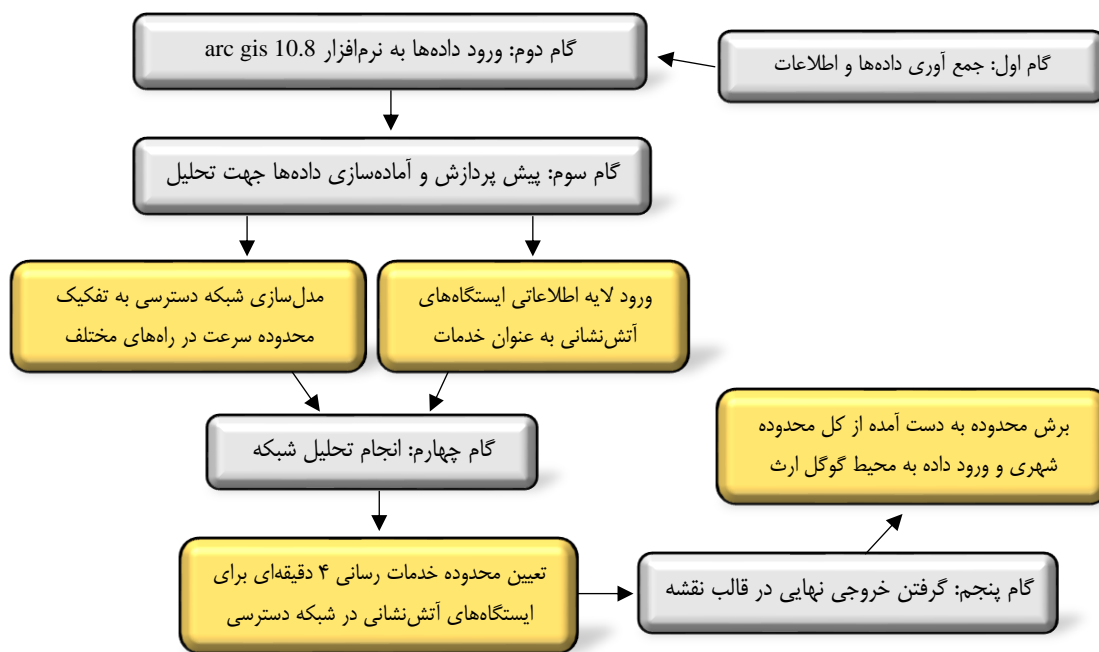 گام اول: جمع آوری داده‌ها و اطلاعات
گام دوم: ورود داده‌ها به نرم‌افزار arc gis 10.8
گام سوم: پیش پردازش و آماده‌سازی داده‌ها جهت تحلیل
ورود لایه اطلاعاتی ایستگاه‌های
آتش‌نشانی به عنوان خدمات
مدل‌سازی شبکه دسترسی به تفکیک
محدوده سرعت در راه‌های مختلف
گام چهارم: انجام تحلیل شبکه
تعیین محدوده خدمات رسانی ۴ دقیقه‌ای برای
ایستگاه‌های آتش‌نشانی در شبکه دسترسی
گام پنجم: گرفتن خروجی نهایی در قالب نقشه
برش محدوده به دست آمده از کل محدوده
شهری و ورود داده به محیط گوگل ارث